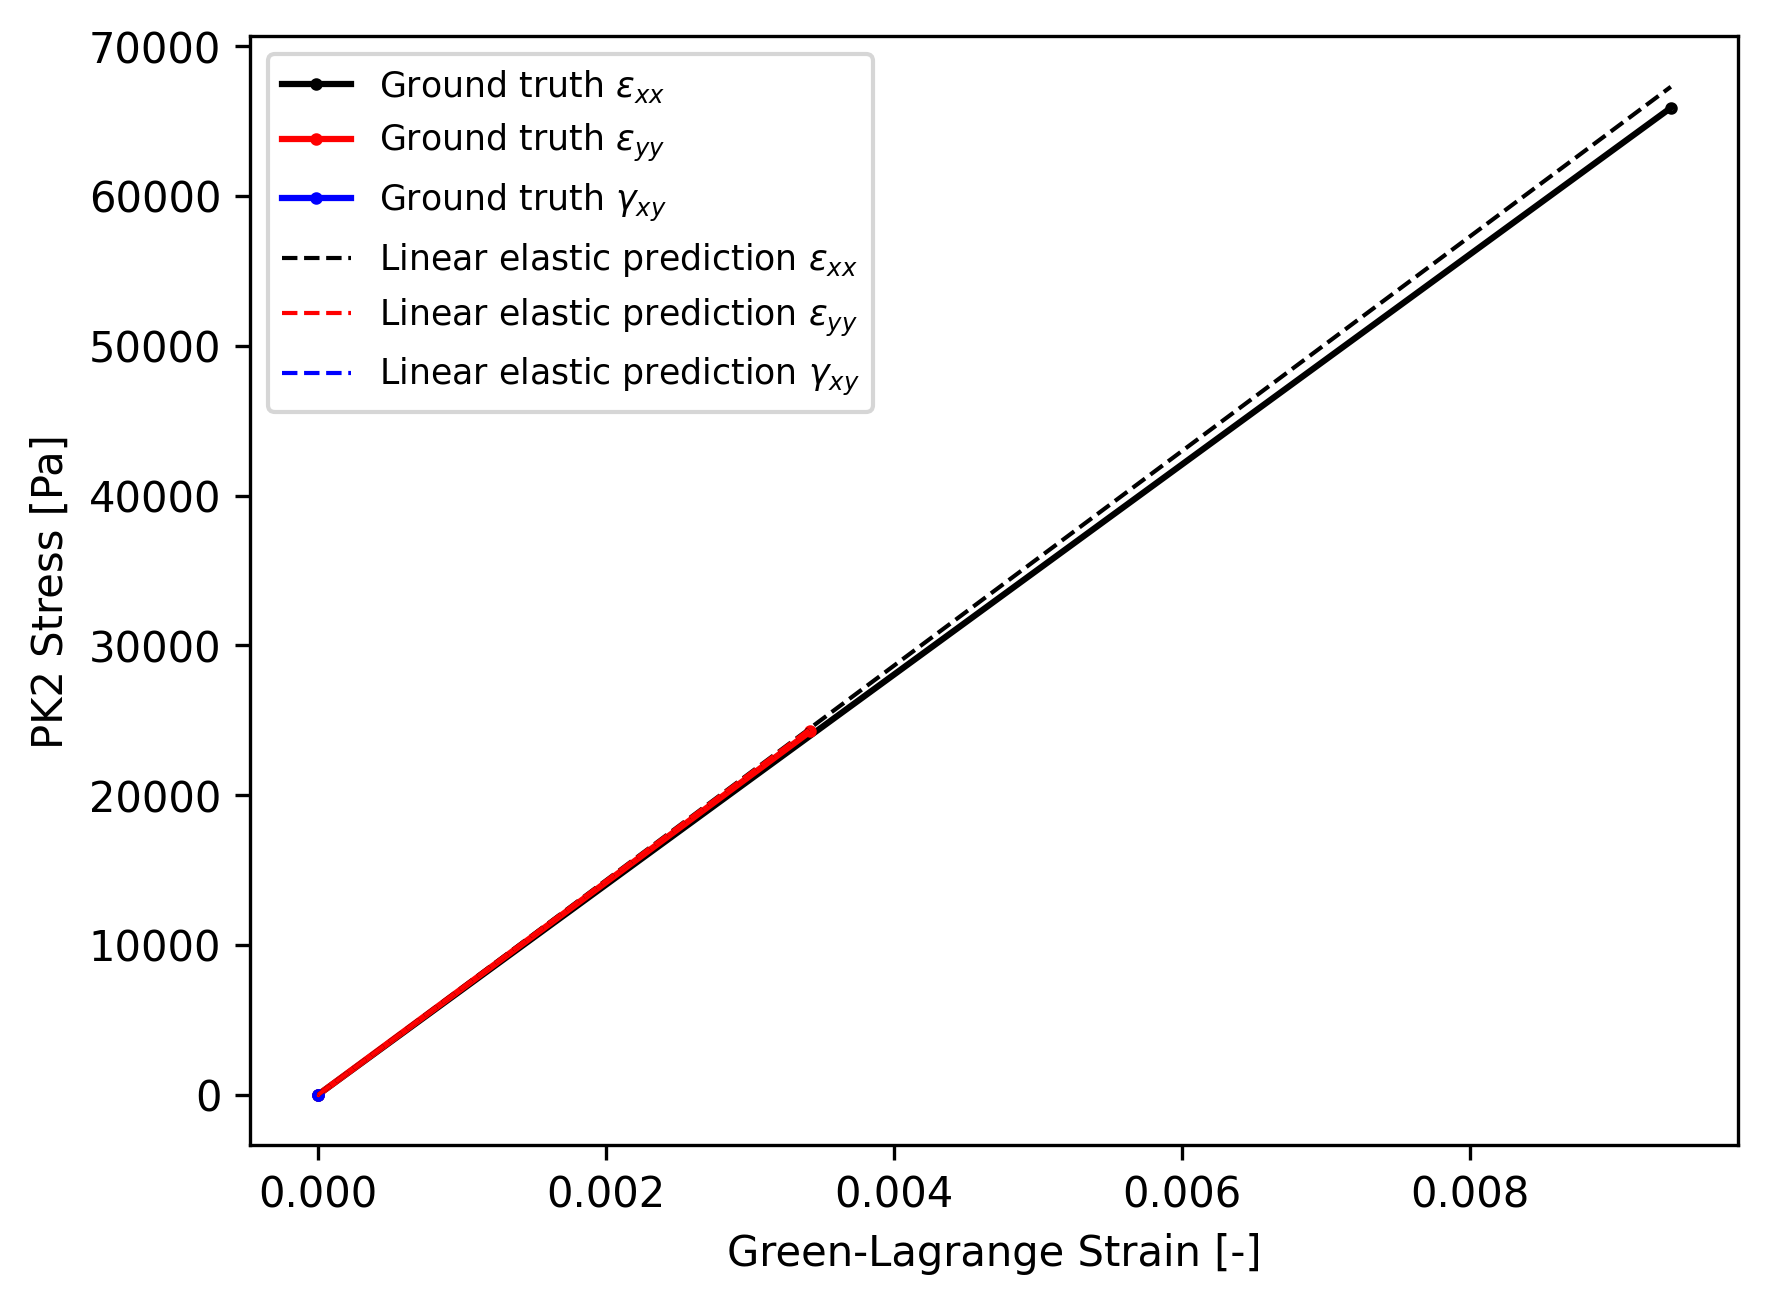 70000
60000
50000
40000
30000
20000
10000
0
PK2 Stress [Pa]
Ground truth εxx
Ground truth εyy
Ground truth γxy
Linear elastic prediction εxx
Linear elastic prediction εyy
Linear elastic prediction γxy
0.000 0.002 0.004 0.006 0.008
Green-Lagrange Strain [-]